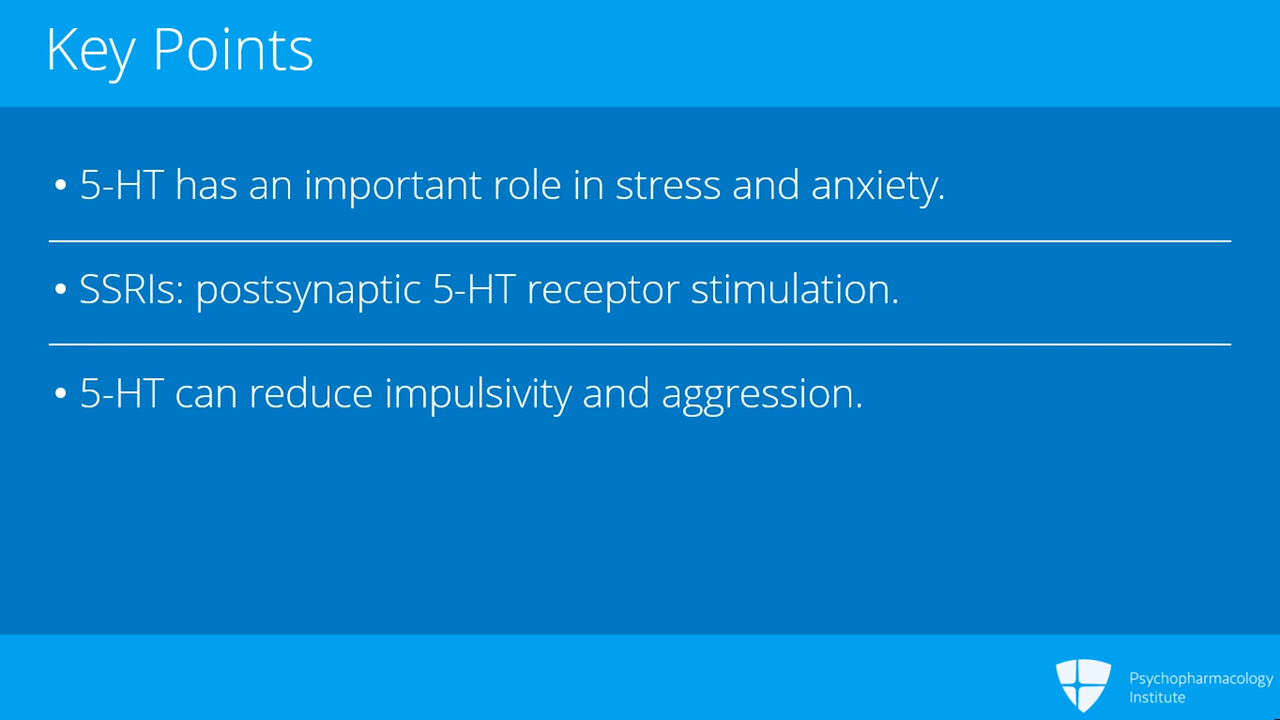 Key Points
• 5-HT has an important role in stress and anxiety.
• SSRIs: postsynaptic 5-HT receptor stimulation.
• 5-HT can reduce impulsivity and aggression.
Psychopharmacology
Institute